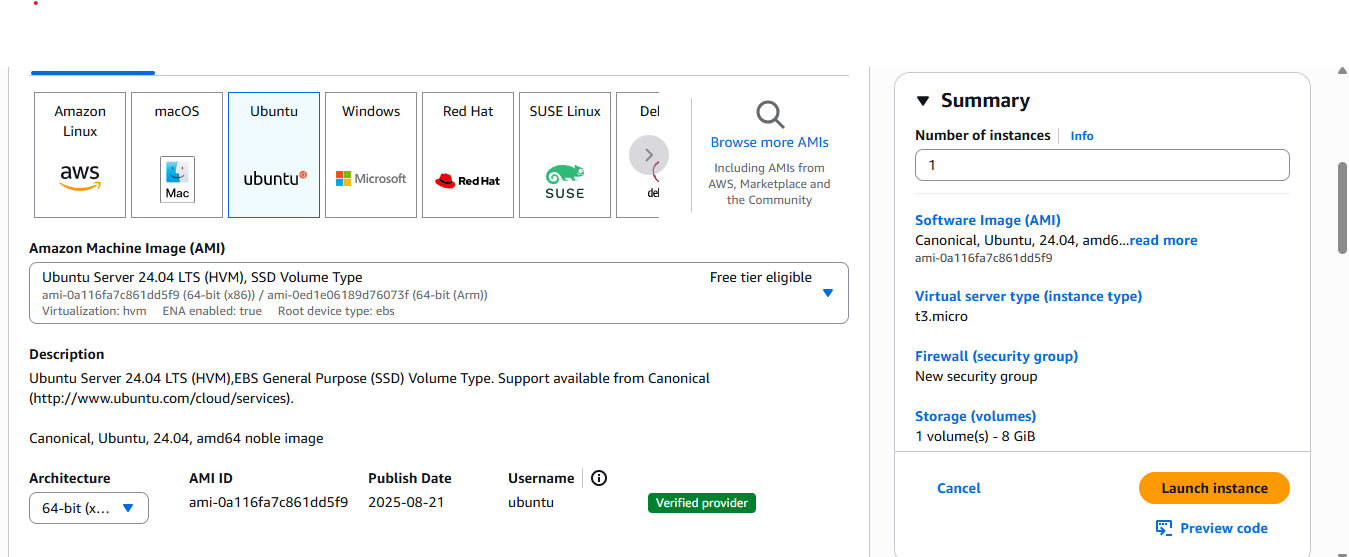 Amazon
Linux
aws
macOS
Mac
Ubuntu
ubuntu
Windows
Microsoft
Red Hat
Red Hat
SUSE Linux
SUSE
Del
del
Browse more AMIs
Including AMIs from
AWS, Marketplace and
the Community
Amazon Machine Image (AMI)
Ubuntu Server 24.04 LTS (HVM), SSD Volume Type
Free tier eligible
ami-0a116fa7c861dd5f9 (64-bit (x86)) / ami-0ed1e06189d76073f (64-bit (Arm))
Virtualization: hvm ENA enabled: true Root device type: ebs
Description
Ubuntu Server 24.04 LTS (HVM),EBS General Purpose (SSD) Volume Type. Support available from Canonical
(http://www.ubuntu.com/cloud/services).
Canonical, Ubuntu, 24.04, amd64 noble image
Architecture
64-bit (x...
AMI ID
ami-0a116fa7c861dd5f9
Publish Date
2025-08-21
Username
ubuntu
Verified provider
Summary
Number of instances
Info
1
Software Image (AMI)
Canonical, Ubuntu, 24.04, amd6...read more
ami-0a116fa7c861dd5f9
Virtual server type (instance type)
t3.micro
Firewall (security group)
New security group
Storage (volumes)
1 volume(s) - 8 GiB
Cancel
Launch instance
Preview code